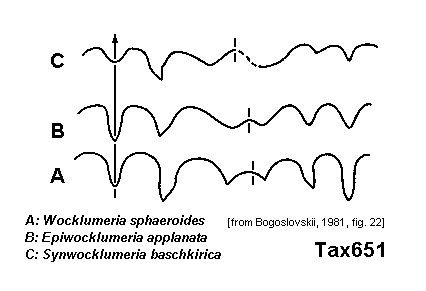 C
B
A
A: Wocklumeria sphaeroides [from Bogoslovskii, 1981, fig. 22]
B: Epiwocklumeria applanata
C: Synwocklumeria baschkirica
Tax651